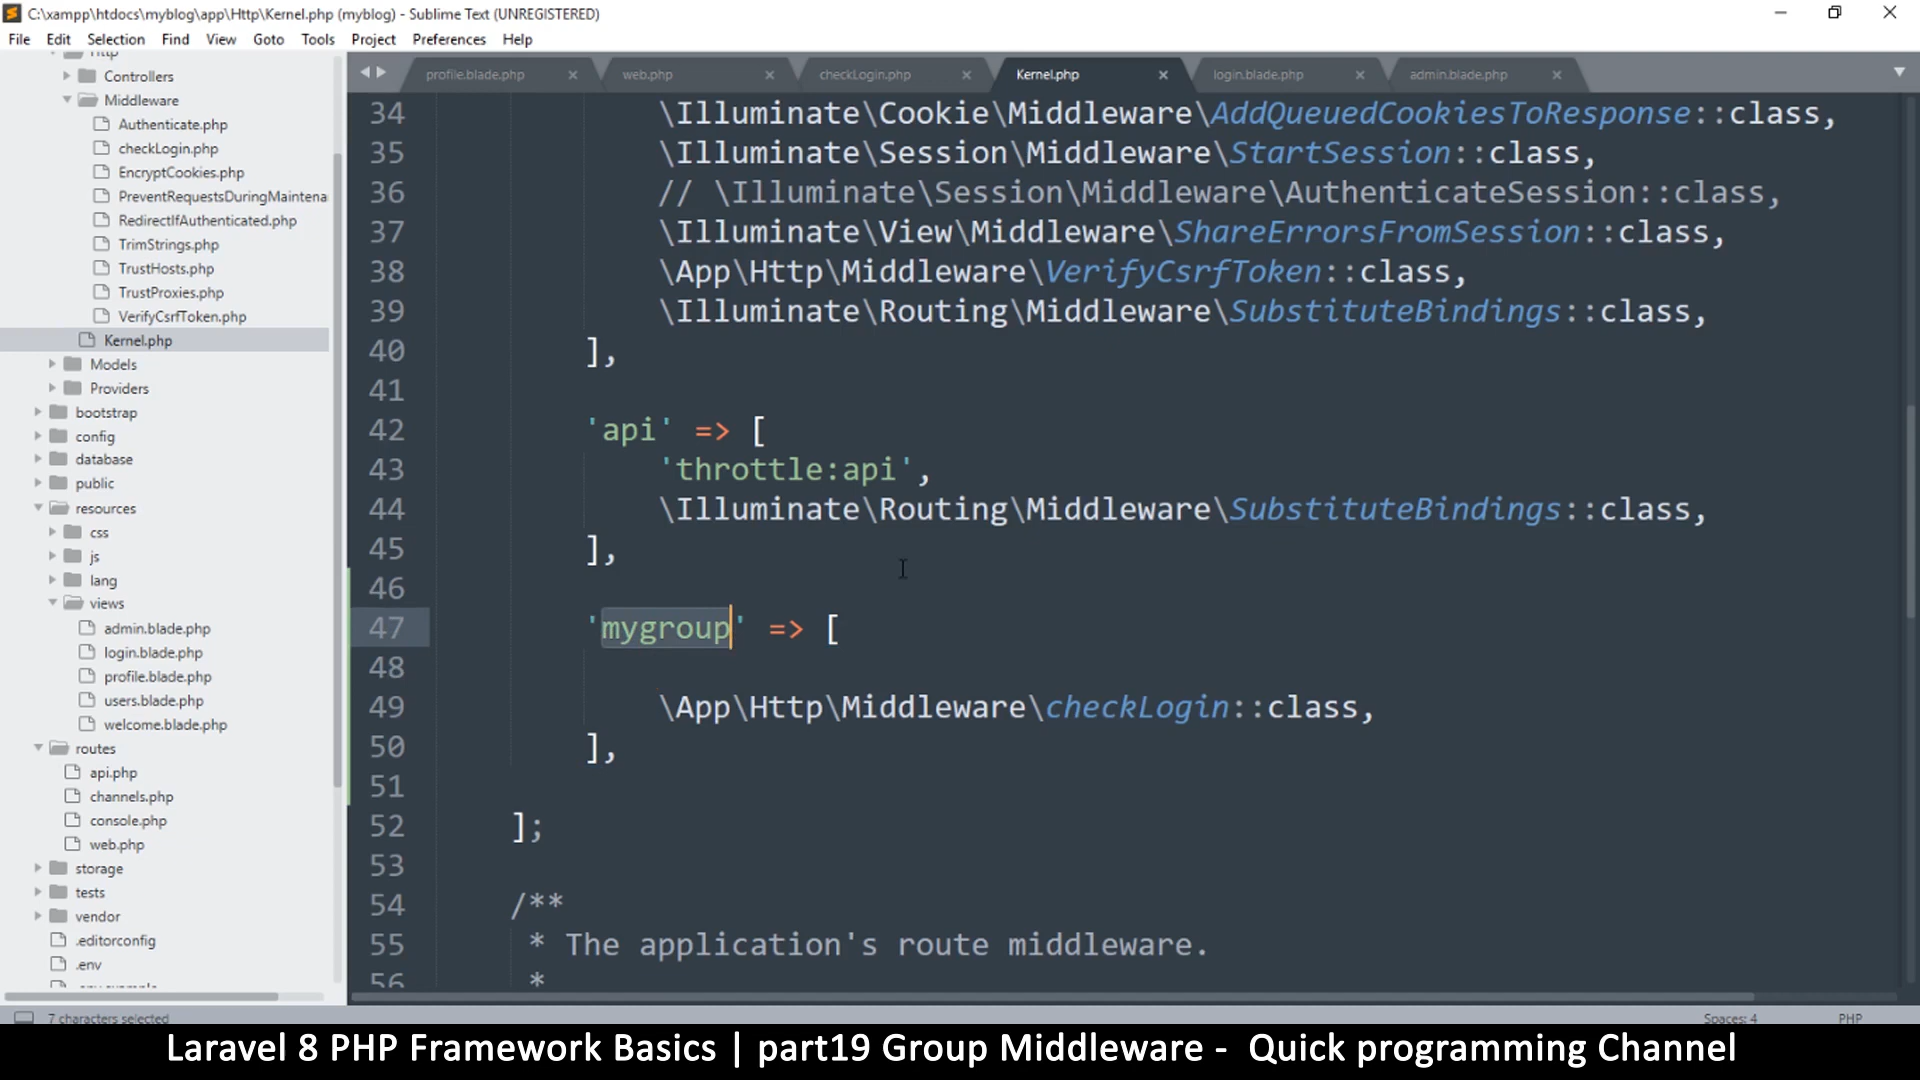 C:\xampp\htdocs\myblog\app\Http\Kernel.php (myblog) - Sublime Text (UNREGISTERED)
File Edit Selection Find View Goto Tools Project Preferences Help
profile.blade.php × web.php × checkLogin.php × Kernel.php × login.blade.php × admin.blade.php ×
Http
Controllers
Middleware
Authenticate.php
checkLogin.php
EncryptCookies.php
PreventRequestsDuringMaintena
RedirectIfAuthenticated.php
TrimStrings.php
TrustHosts.php
TrustProxies.php
VerifyCsrfToken.php
Kernel.php
Models
Providers
bootstrap
config
database
public
resources
css
js
lang
views
admin.blade.php
login.blade.php
profile.blade.php
users.blade.php
welcome.blade.php
routes
api.php
channels.php
console.php
web.php
storage
tests
vendor
.editorconfig
.env
34 \Illuminate\Cookie\Middleware\AddQueuedCookiesToResponse::class,
35 \Illuminate\Session\Middleware\StartSession::class,
36 // \Illuminate\Session\Middleware\AuthenticateSession::class,
37 \Illuminate\View\Middleware\ShareErrorsFromSession::class,
38 \App\Http\Middleware\VerifyCsrfToken::class,
39 \Illuminate\Routing\Middleware\SubstituteBindings::class,
40 ],
41
42 'api' => [
43 'throttle:api',
44 \Illuminate\Routing\Middleware\SubstituteBindings::class,
45 ],
46
47 'mygroup' => [
48
49 \App\Http\Middleware\checkLogin::class,
50 ],
51
52 ];
53
54 /**
55 * The application's route middleware.
56 *
7 characters selected Spaces: 4 PHP
Laravel 8 PHP Framework Basics | part19 Group Middleware - Quick programming Channel